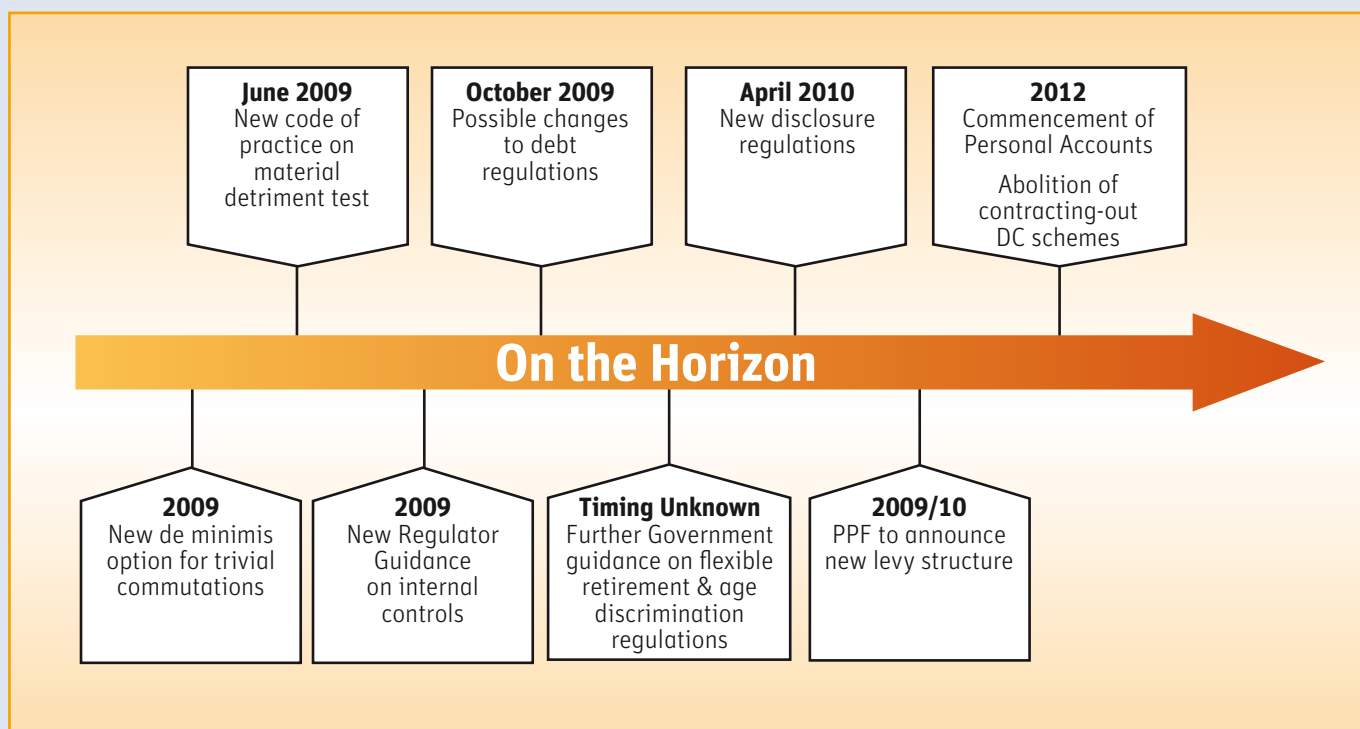 June 2009
New code of
practice on
material
detriment test
October 2009
Possible changes
to debt
regulations
April 2010
New disclosure
regulations
2012
Commencement of
Personal Accounts
Abolition of
contracting-out
DC schemes
On the Horizon
2009
New de minimis
option for trivial
commutations
2009
New Regulator
Guidance
on internal
controls
Timing Unknown
Further Government
guidance on flexible
retirement & age
discrimination
regulations
2009/10
PPF to announce
new levy structure